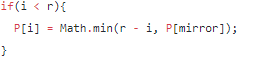 if(i < r){
  P[i] = Math.min(r - i, P[mirror]);
}